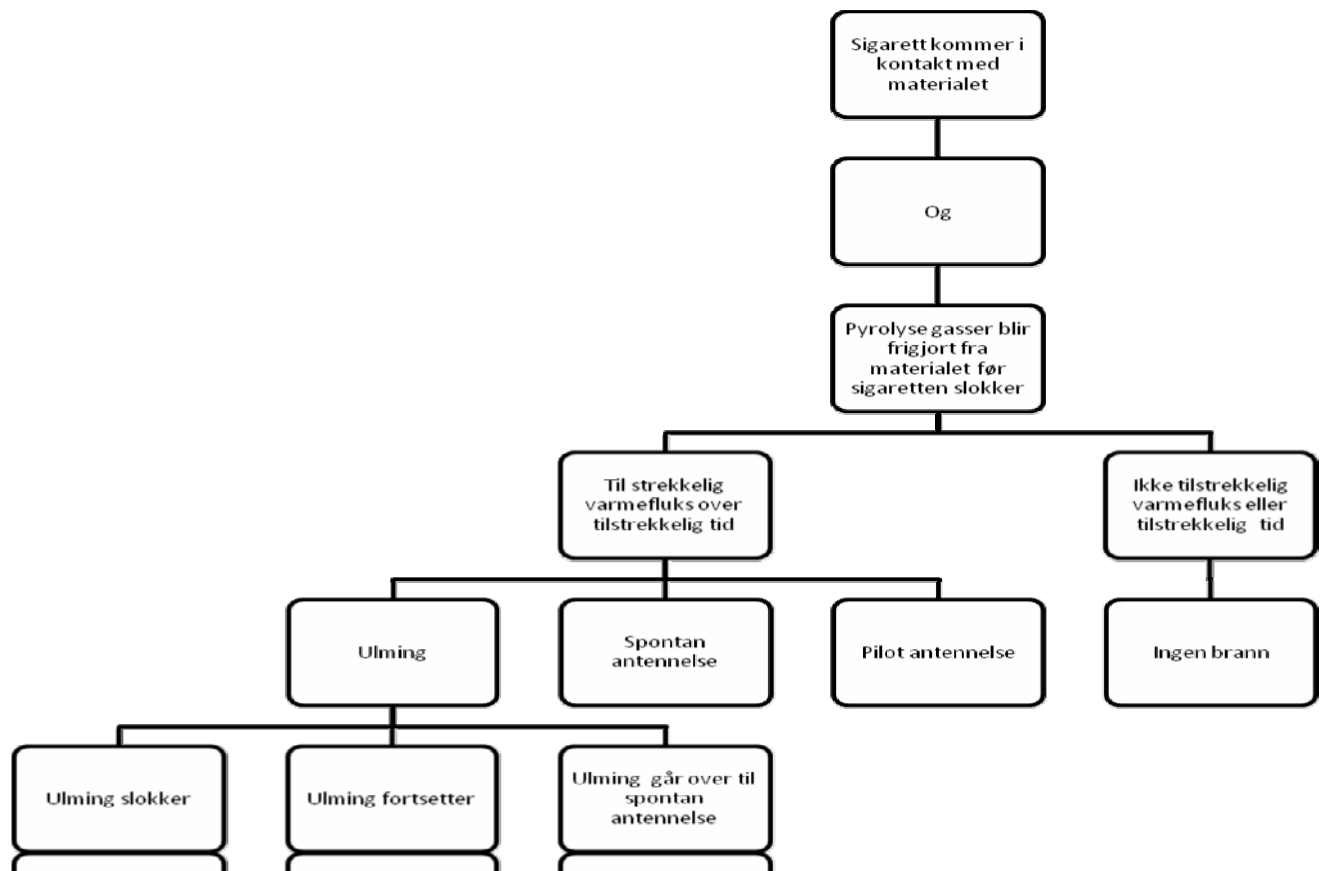 Sigarett kommer i
kontakt med
materialet
Og
Pyrolyse gasser blir
frigjort fra
materialet før
sigaretten slokker
Til strekkelig
varmefluks over
tilstrekkelig tid
Ikke tilstrekkelig
varmefluks eller
tilstrekkelig tid
Ulming
Spontan
antennelse
Pilot antennelse
Ingen brann
Ulming slokker
Ulming fortsetter
Ulming går over til
spontan
antennelse